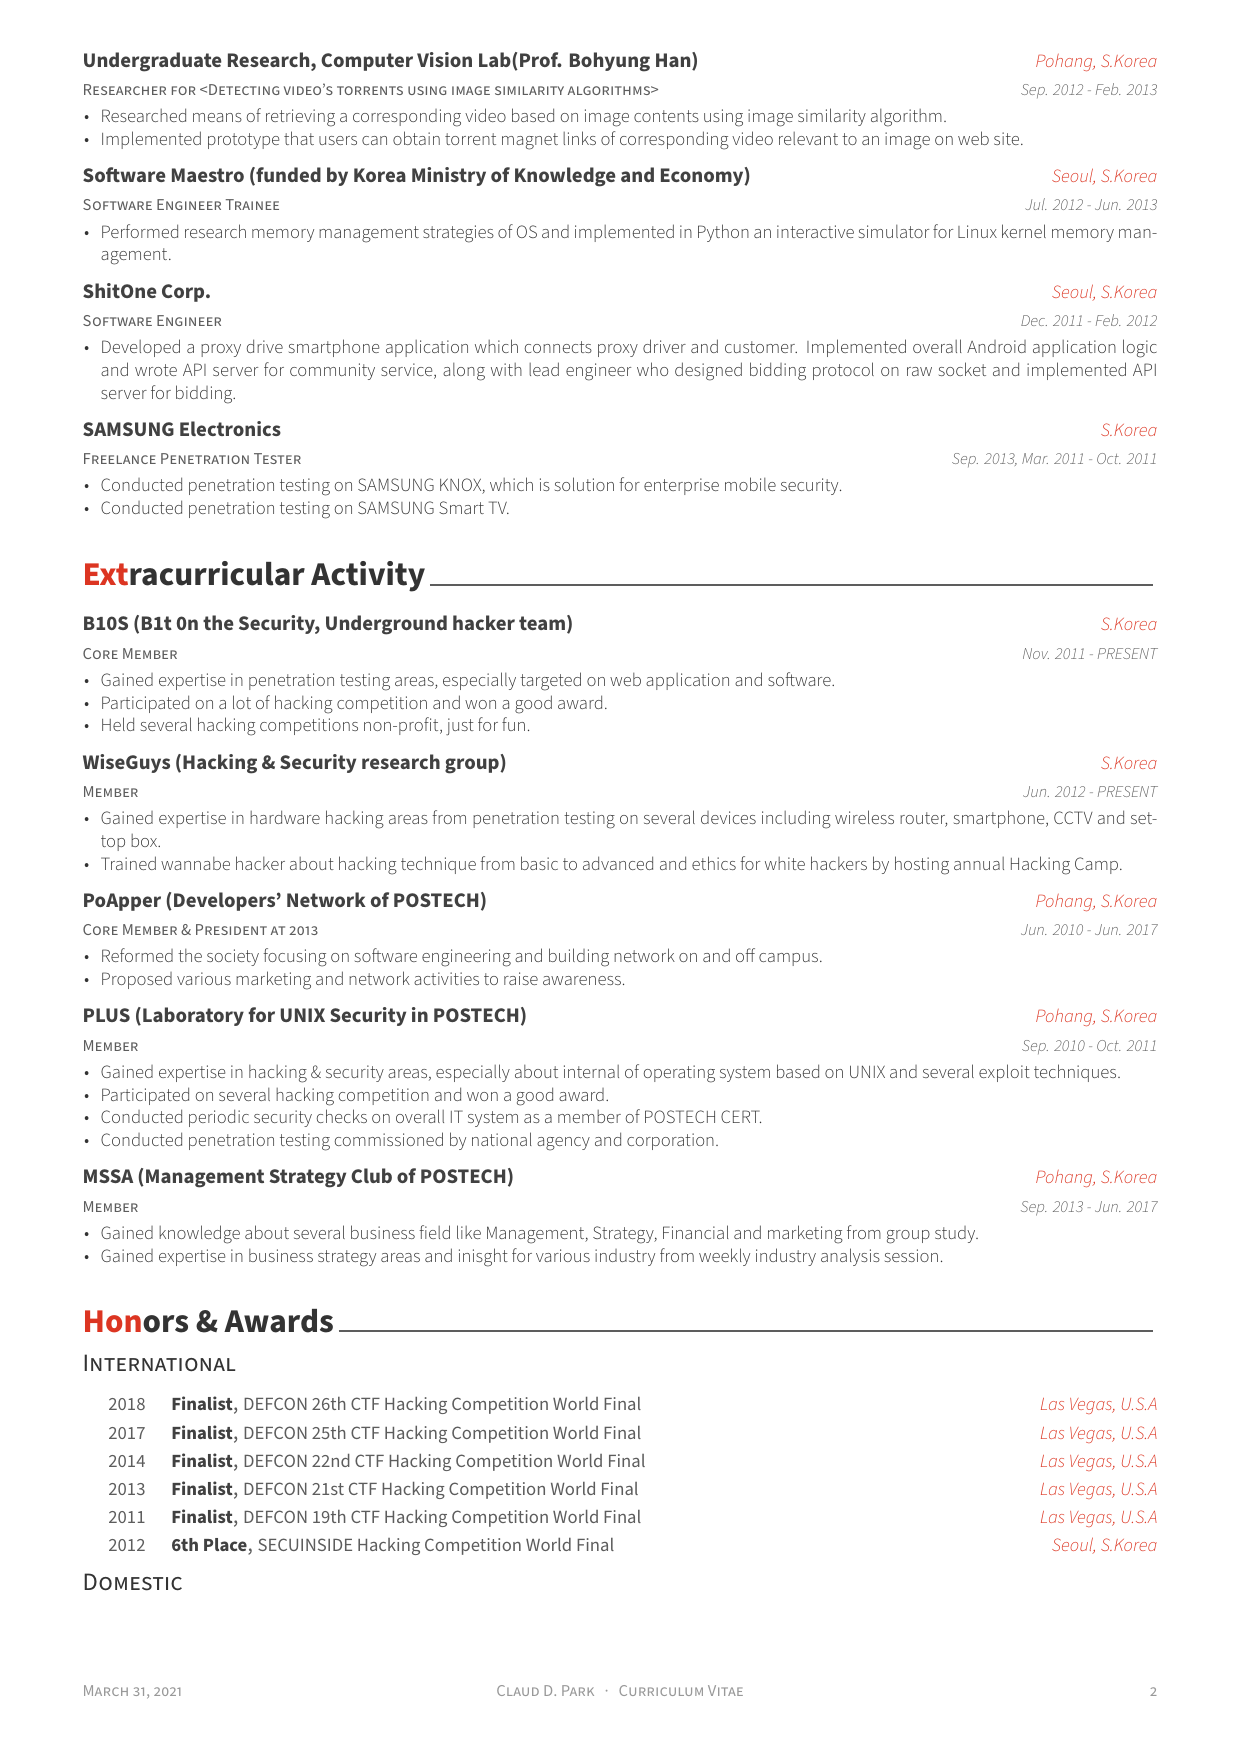 Undergraduate Research, Computer Vision Lab(Prof. Bohyung Han) Pohang, S.Korea
Researcher for <Detecting video's torrents using image similarity algorithms> Sep. 2012 - Feb. 2013
• Researched means of retrieving a corresponding video based on image contents using image similarity algorithm.
• Implemented prototype that users can obtain torrent magnet links of corresponding video relevant to an image on web site.
Software Maestro (funded by Korea Ministry of Knowledge and Economy) Seoul, S.Korea
Software Engineer Trainee Jul. 2012 - Jun. 2013
• Performed research memory management strategies of OS and implemented in Python an interactive simulator for Linux kernel memory man-
agement.
ShitOne Corp. Seoul, S.Korea
Software Engineer Dec. 2011 - Feb. 2012
• Developed a proxy drive smartphone application which connects proxy driver and customer. Implemented overall Android application logic
and wrote API server for community service, along with lead engineer who designed bidding protocol on raw socket and implemented API
server for bidding.
SAMSUNG Electronics S.Korea
Freelance Penetration Tester Sep. 2013, Mar. 2011 - Oct. 2011
• Conducted penetration testing on SAMSUNG KNOX, which is solution for enterprise mobile security.
• Conducted penetration testing on SAMSUNG Smart TV.
Extracurricular Activity
B10S (B1t 0n the Security, Underground hacker team) S.Korea
Core Member Nov. 2011 - PRESENT
• Gained expertise in penetration testing areas, especially targeted on web application and software.
• Participated on a lot of hacking competition and won a good award.
• Held several hacking competitions non-profit, just for fun.
WiseGuys (Hacking & Security research group) S.Korea
Member Jun. 2012 - PRESENT
• Gained expertise in hardware hacking areas from penetration testing on several devices including wireless router, smartphone, CCTV and set-
top box.
• Trained wannabe hacker about hacking technique from basic to advanced and ethics for white hackers by hosting annual Hacking Camp.
PoApper (Developers' Network of POSTECH) Pohang, S.Korea
Core Member & President at 2013 Jun. 2010 - Jun. 2017
• Reformed the society focusing on software engineering and building network on and off campus.
• Proposed various marketing and network activities to raise awareness.
PLUS (Laboratory for UNIX Security in POSTECH) Pohang, S.Korea
Member Sep. 2010 - Oct. 2011
• Gained expertise in hacking & security areas, especially about internal of operating system based on UNIX and several exploit techniques.
• Participated on several hacking competition and won a good award.
• Conducted periodic security checks on overall IT system as a member of POSTECH CERT.
• Conducted penetration testing commissioned by national agency and corporation.
MSSA (Management Strategy Club of POSTECH) Pohang, S.Korea
Member Sep. 2013 - Jun. 2017
• Gained knowledge about several business field like Management, Strategy, Financial and marketing from group study.
• Gained expertise in business strategy areas and inisght for various industry from weekly industry analysis session.
Honors & Awards
International
2018 Finalist, DEFCON 26th CTF Hacking Competition World Final Las Vegas, U.S.A
2017 Finalist, DEFCON 25th CTF Hacking Competition World Final Las Vegas, U.S.A
2014 Finalist, DEFCON 22nd CTF Hacking Competition World Final Las Vegas, U.S.A
2013 Finalist, DEFCON 21st CTF Hacking Competition World Final Las Vegas, U.S.A
2011 Finalist, DEFCON 19th CTF Hacking Competition World Final Las Vegas, U.S.A
2012 6th Place, SECUINSIDE Hacking Competition World Final Seoul, S.Korea
Domestic
March 31, 2021 Claud D. Park · Curriculum Vitae 2